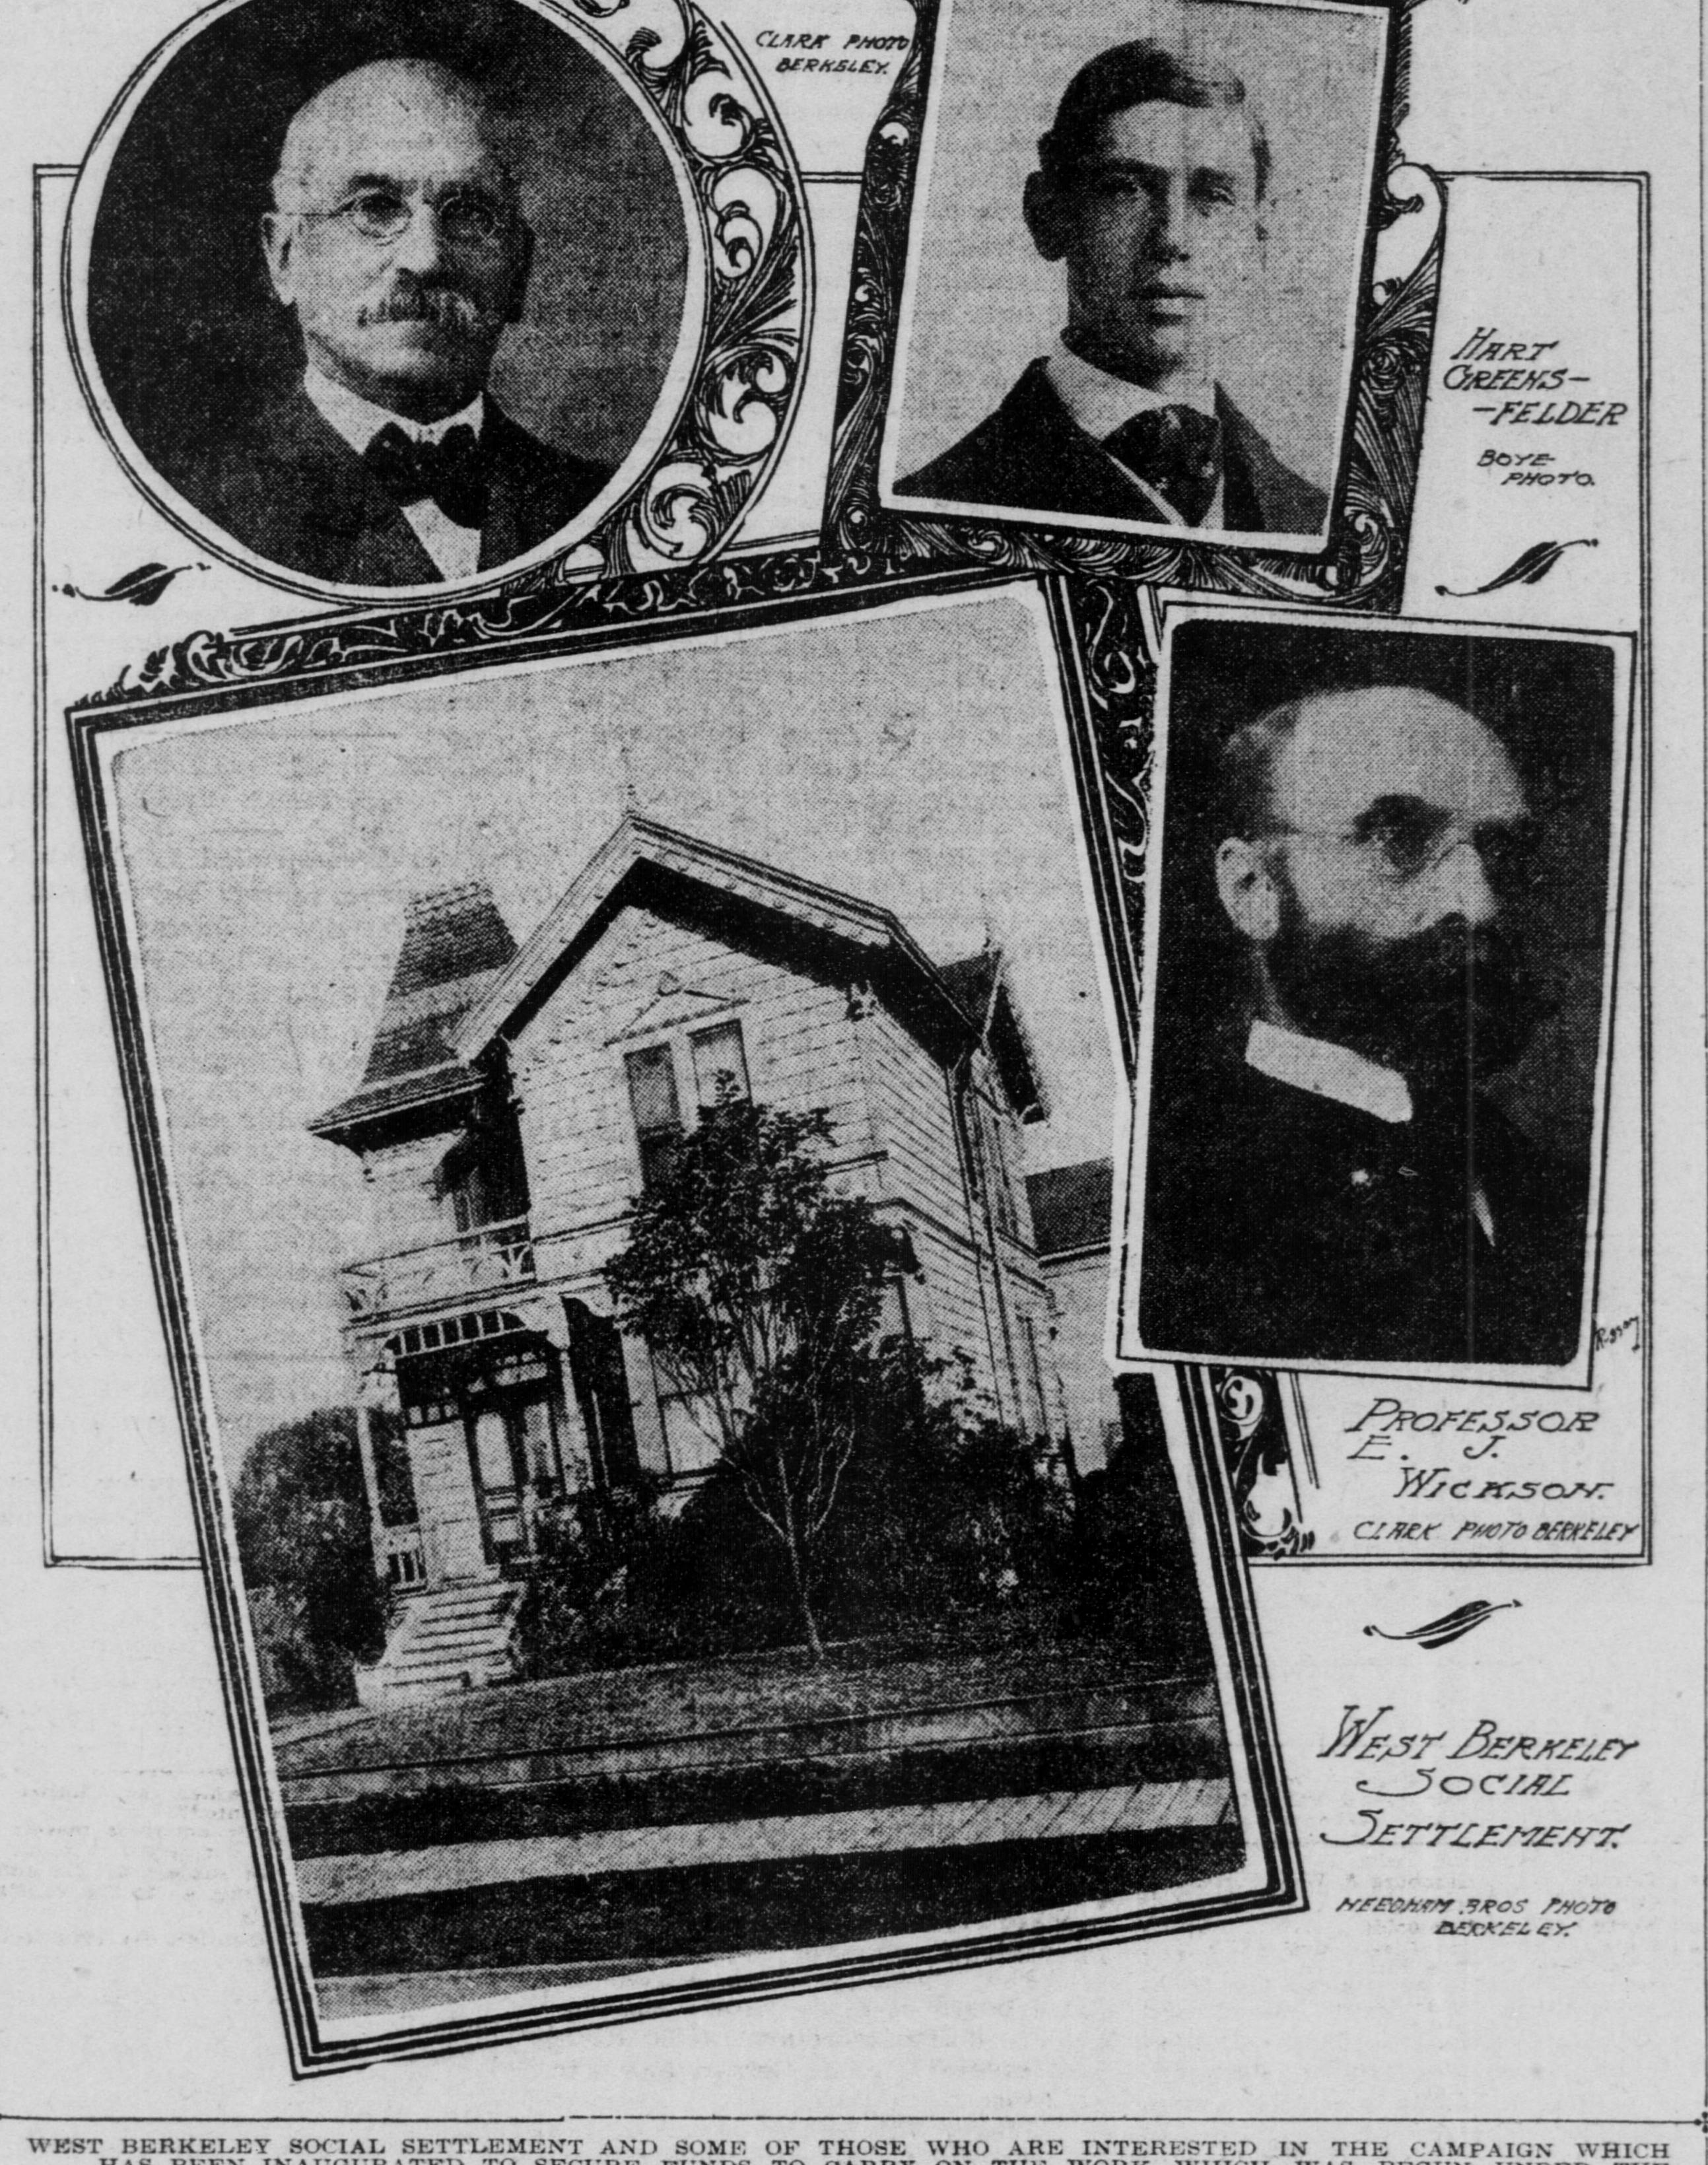 CLARK PHOTO
BERKELEY.
HART
GREENS-
-FELDER
BOYE
PHOTO.
PROFESSOR
E. J.
WICKSON.
CLARK PHOTO BERKELEY
WEST BERKELEY
SOCIAL
SETTLEMENT.
NEEDHAM BROS PHOTO
BERKELEY.
WEST BERKELEY SOCIAL SETTLEMENT AND SOME OF THOSE WHO ARE INTERESTED IN THE CAMPAIGN WHICH
HAS BEEN INAUGURATED TO SECURE FUNDS TO CARRY ON THE WORK WHICH WAS BEGUN UNDER THE